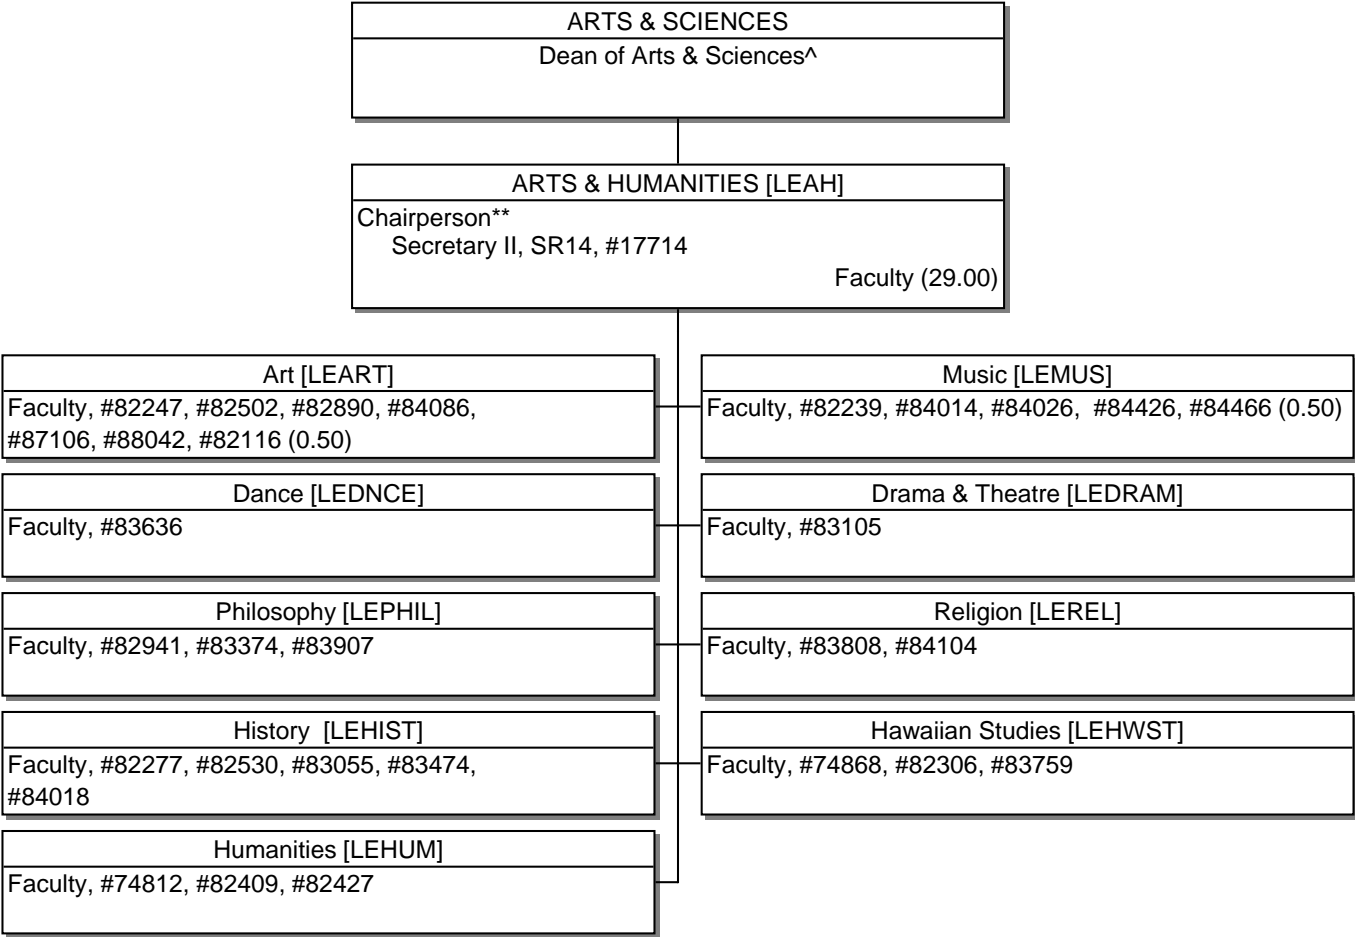 ARTS & SCIENCES
Dean of Arts & Sciences^
ARTS & HUMANITIES [LEAH]
Chairperson**
Secretary II, SR14, #17714
Faculty (29.00)
Art [LEART]
Faculty, #82247, #82502, #82890, #84086,
#87106, #88042, #82116 (0.50)
Music [LEMUS]
Faculty, #82239, #84014, #84026,  #84426, #84466 (0.50)
Dance [LEDNCE]
Faculty, #83636
Drama & Theatre [LEDRAM]
Faculty, #83105
Philosophy [LEPHIL]
Faculty, #82941, #83374, #83907
Religion [LEREL]
Faculty, #83808, #84104
History  [LEHIST]
Faculty, #82277, #82530, #83055, #83474,
#84018
Hawaiian Studies [LEHWST]
Faculty, #74868, #82306, #83759
Humanities [LEHUM]
Faculty, #74812, #82409, #82427